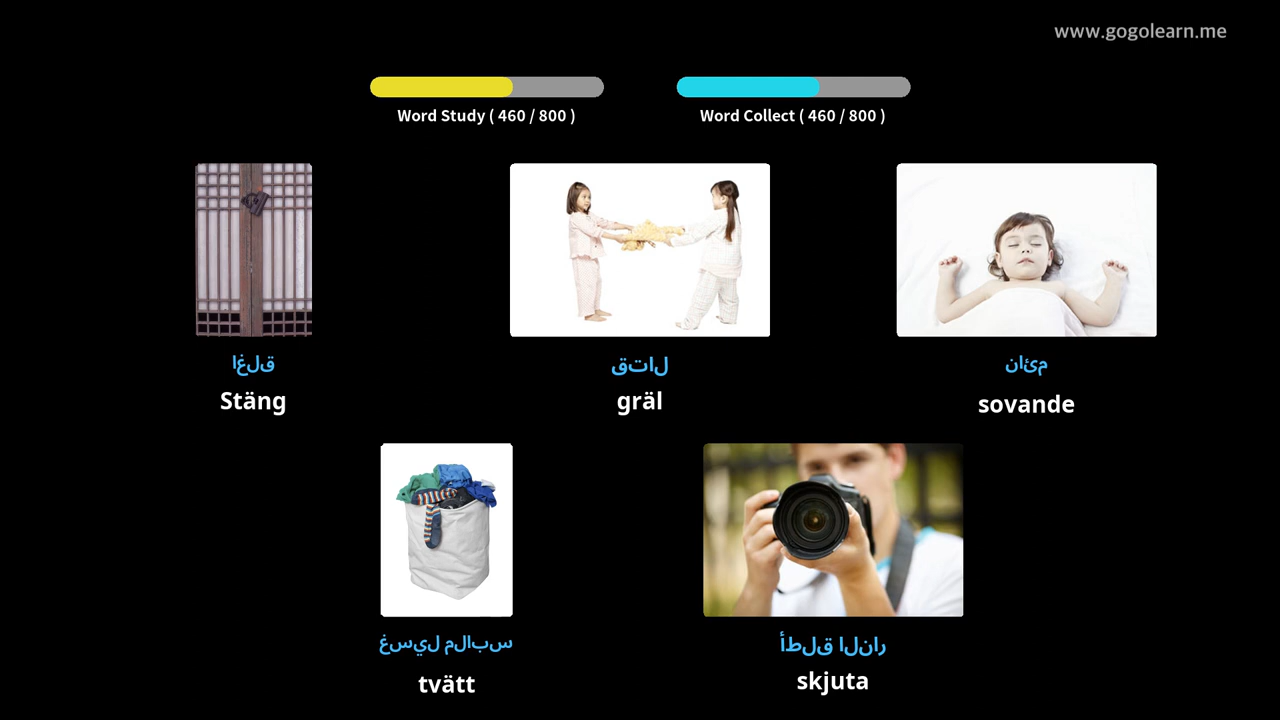 www.gogolearn.me
Word Study ( 460 / 800 )
Word Collect ( 460 / 800 )
اغلق
Stäng
قتال
gräl
نائم
sovande
غسيل ملابس
tvätt
أطلق النار
skjuta